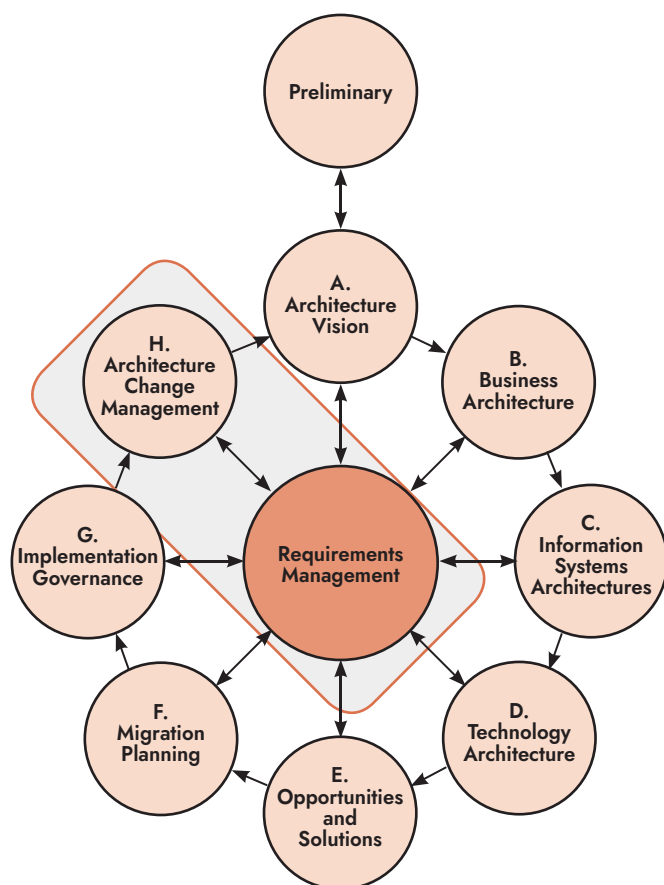 Preliminary
A.
Architecture
Vision
H.
Architecture
Change
Management
B.
Business
Architecture
G.
Implementation
Governance
Requirements
Management
C.
Information
Systems
Architectures
F.
Migration
Planning
D.
Technology
Architecture
E.
Opportunities
and
Solutions